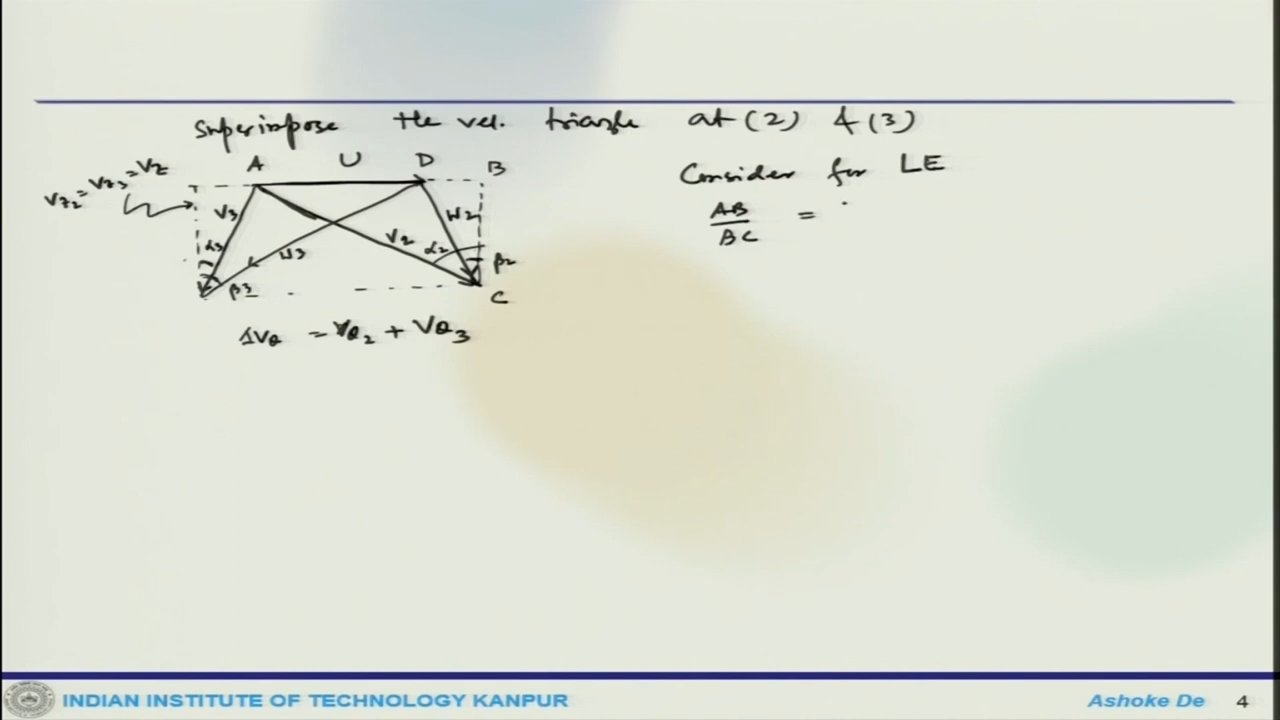 Superimpose the vel. triangle at (2) & (3)
Consider for LE
AB
BC
=
A U D B
Vz2 = Vz3 = Vz
V3 W2
α3 W3 V2 α2 β2
β3 C
ΔVθ = Vθ2 + Vθ3
INDIAN INSTITUTE OF TECHNOLOGY KANPUR
Ashoke De 4